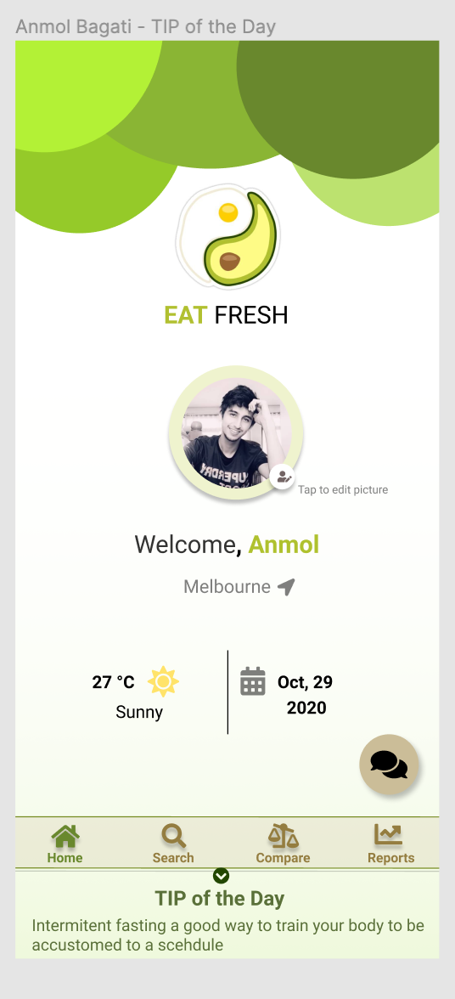 Anmol Bagati - TIP of the Day
EAT FRESH
Tap to edit picture
Welcome, Anmol
Melbourne
27 °C
Sunny
Oct, 29
2020
Home
Search
Compare
Reports
TIP of the Day
Intermitent fasting a good way to train your body to be
accustomed to a scehdule